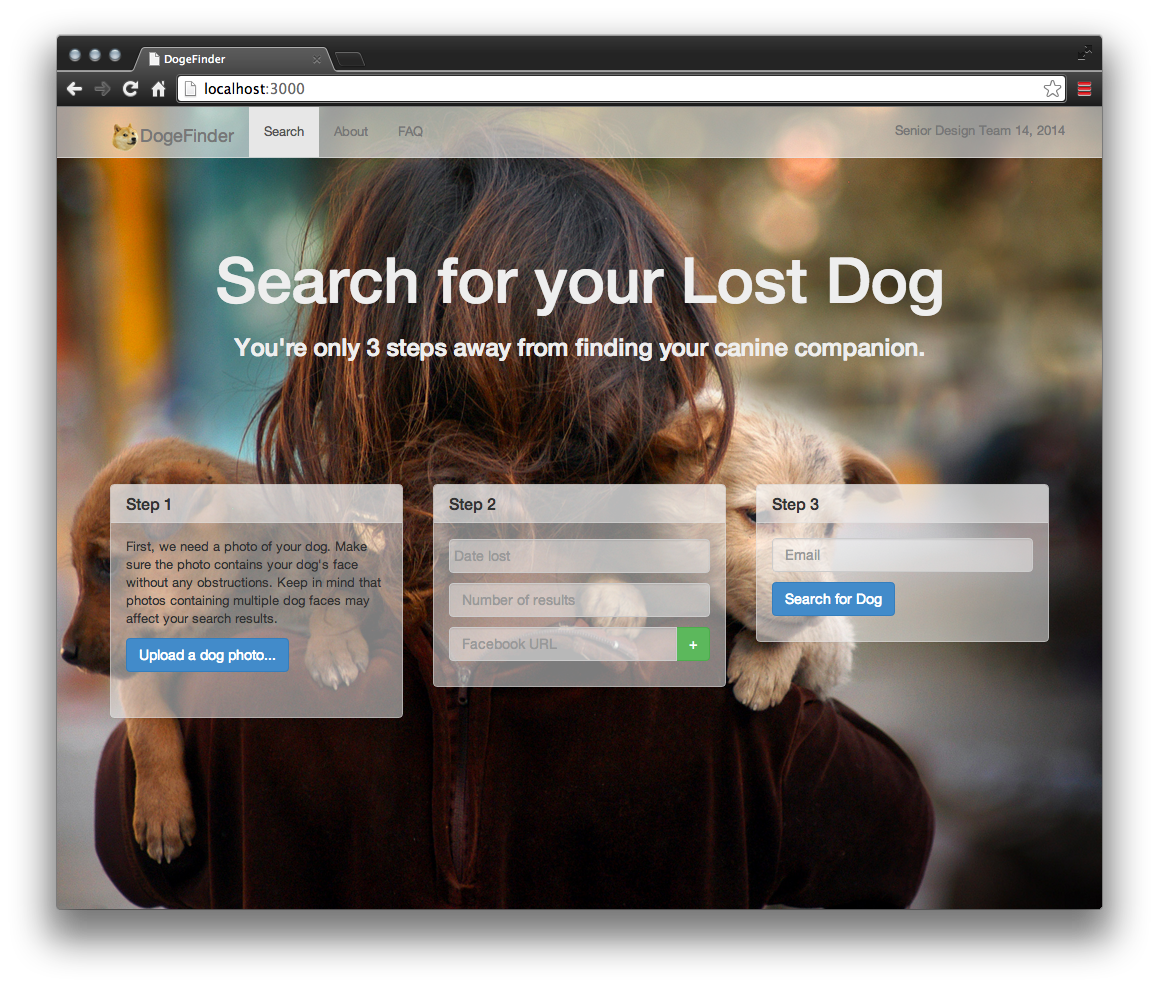 DogeFinder
localhost:3000
DogeFinder
Search
About
FAQ
Senior Design Team 14, 2014
Search for your Lost Dog
You're only 3 steps away from finding your canine companion.
Step 1
First, we need a photo of your dog. Make
sure the photo contains your dog's face
without any obstructions. Keep in mind that
photos containing multiple dog faces may
affect your search results.
Upload a dog photo...
Step 2
Date lost
Number of results
Facebook URL
+
Step 3
Email
Search for Dog